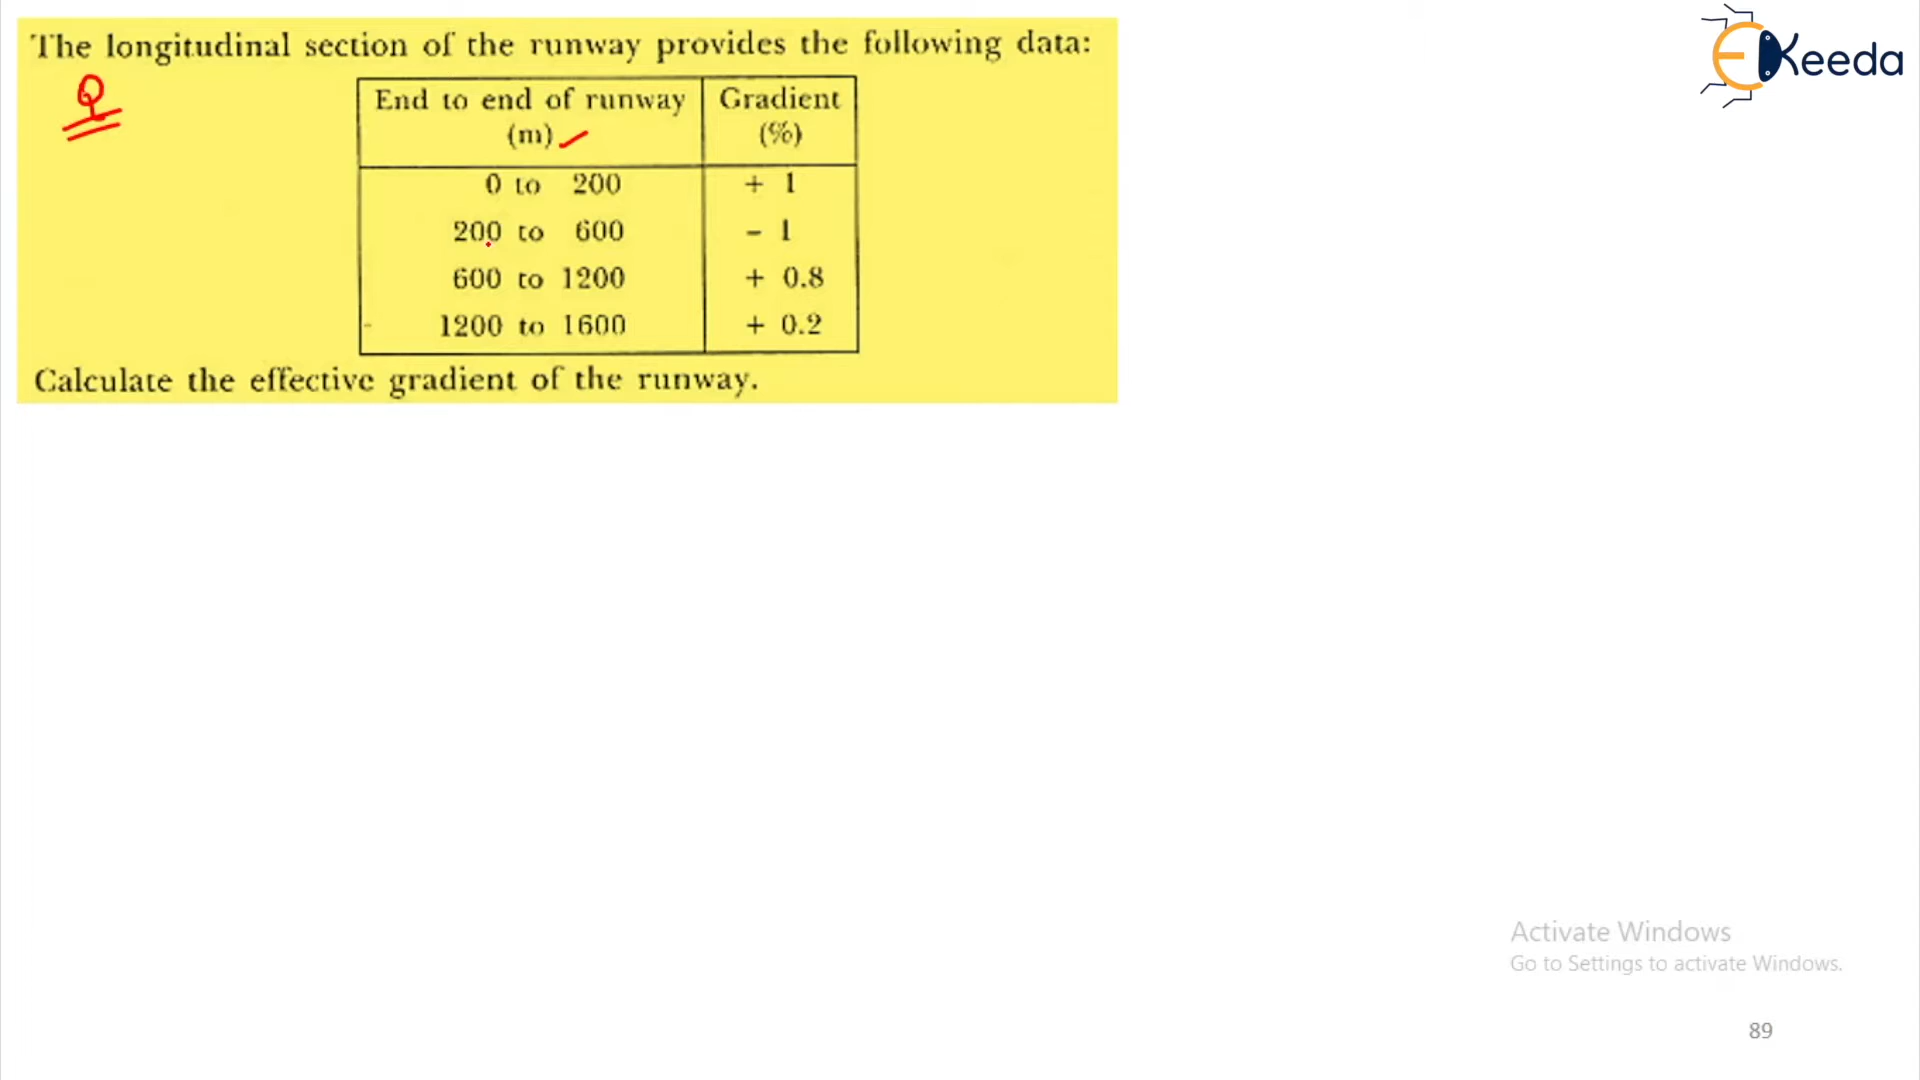 The longitudinal section of the runway provides the following data:
Q
End to end of runway (m) Gradient (%)
0 to 200 + 1
200 to 600 - 1
600 to 1200 + 0.8
1200 to 1600 + 0.2
Calculate the effective gradient of the runway.
EKeeda
Activate Windows
Go to Settings to activate Windows.
89